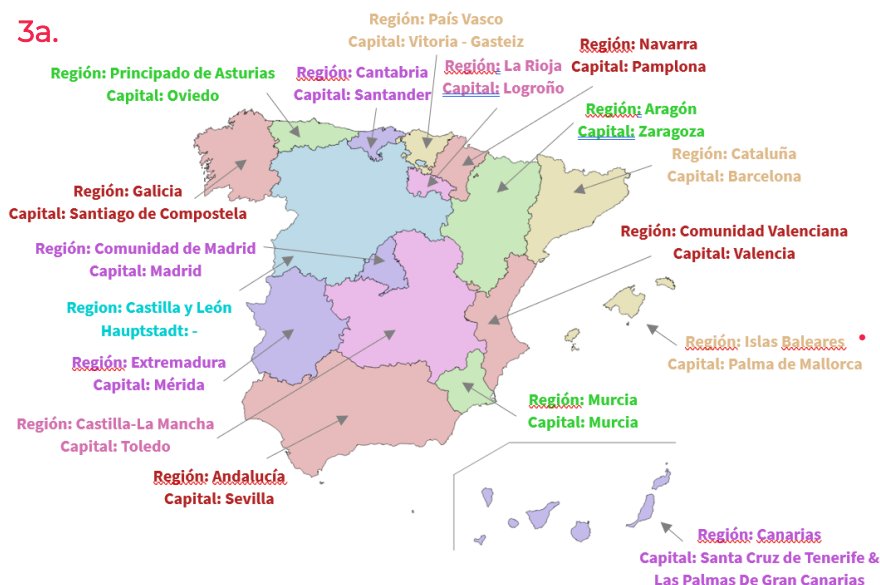 3a.
Región: País Vasco
Capital: Vitoria - Gasteiz
Región: Navarra
Capital: Pamplona
Región: Principado de Asturias
Capital: Oviedo
Región: Cantabria
Capital: Santander
Región: La Rioja
Capital: Logroño
Región: Aragón
Capital: Zaragoza
Región: Cataluña
Capital: Barcelona
Región: Galicia
Capital: Santiago de Compostela
Región: Comunidad Valenciana
Capital: Valencia
Región: Comunidad de Madrid
Capital: Madrid
Region: Castilla y León
Hauptstadt: -
Región: Islas Baleares
Capital: Palma de Mallorca
Región: Extremadura
Capital: Mérida
Región: Murcia
Capital: Murcia
Región: Castilla-La Mancha
Capital: Toledo
Región: Andalucía
Capital: Sevilla
Región: Canarias
Capital: Santa Cruz de Tenerife &
Las Palmas De Gran Canarias